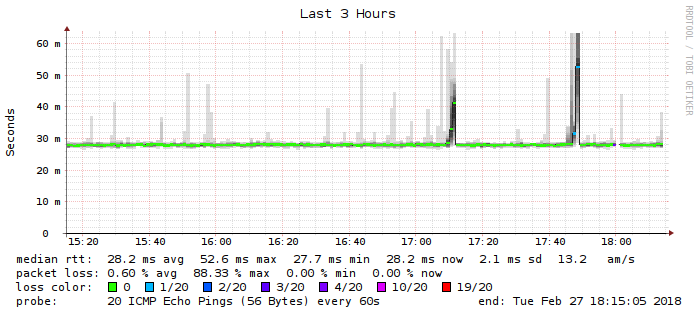 Last 3 Hours
RRDTOOL / TOBI OETIKER
Seconds
60 m
50 m
40 m
30 m
20 m
10 m
0
15:20 15:40 16:00 16:20 16:40 17:00 17:20 17:40 18:00
median rtt: 28.2 ms avg 52.6 ms max 27.7 ms min 28.2 ms now 2.1 ms sd 13.2 am/s
packet loss: 0.60 % avg 88.33 % max 0.00 % min 0.00 % now
loss color: 0 1/20 2/20 3/20 4/20 10/20 19/20
probe: 20 ICMP Echo Pings (56 Bytes) every 60s end: Tue Feb 27 18:15:05 2018